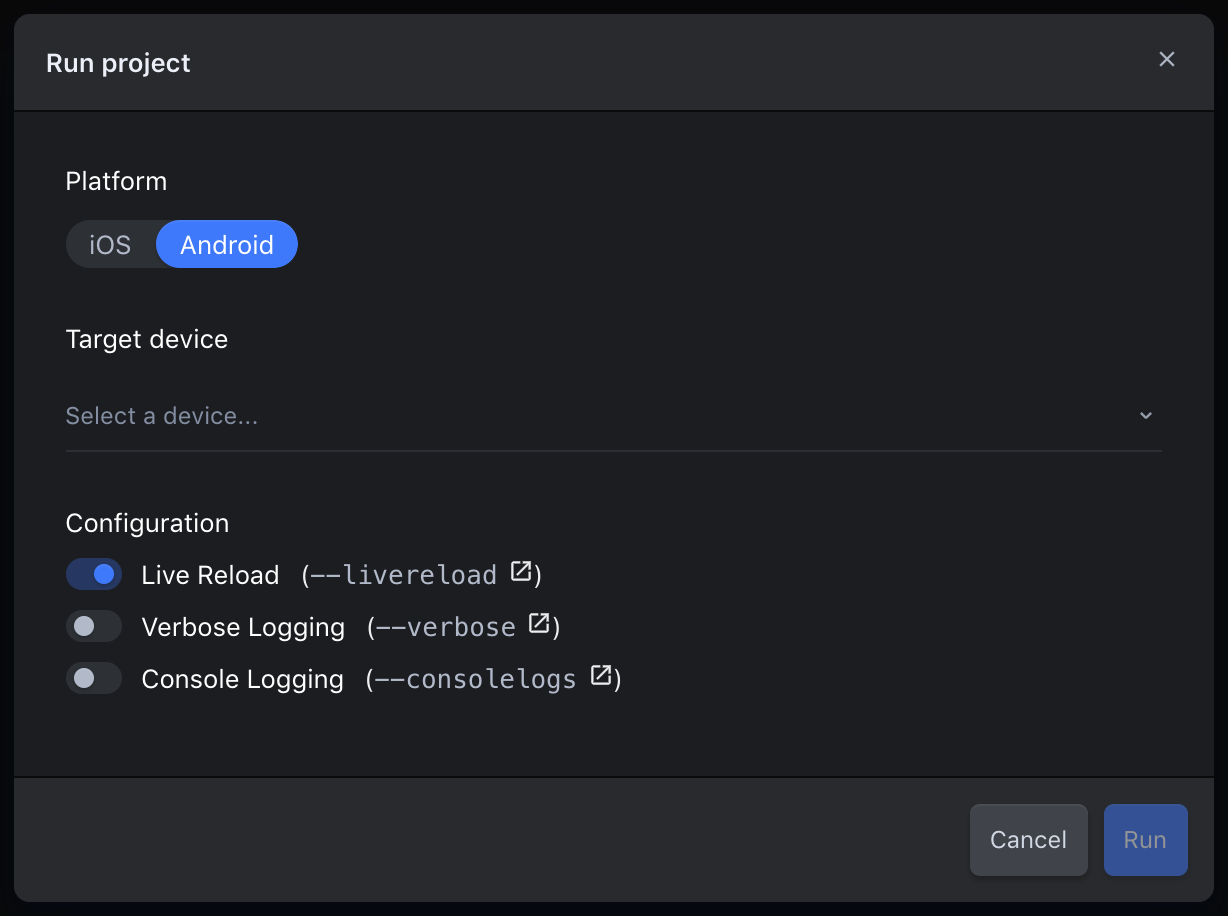 Run project
Platform
iOS Android
Target device
Select a device...
Configuration
Live Reload (--livereload)
Verbose Logging (--verbose)
Console Logging (--consolelogs)
Cancel Run